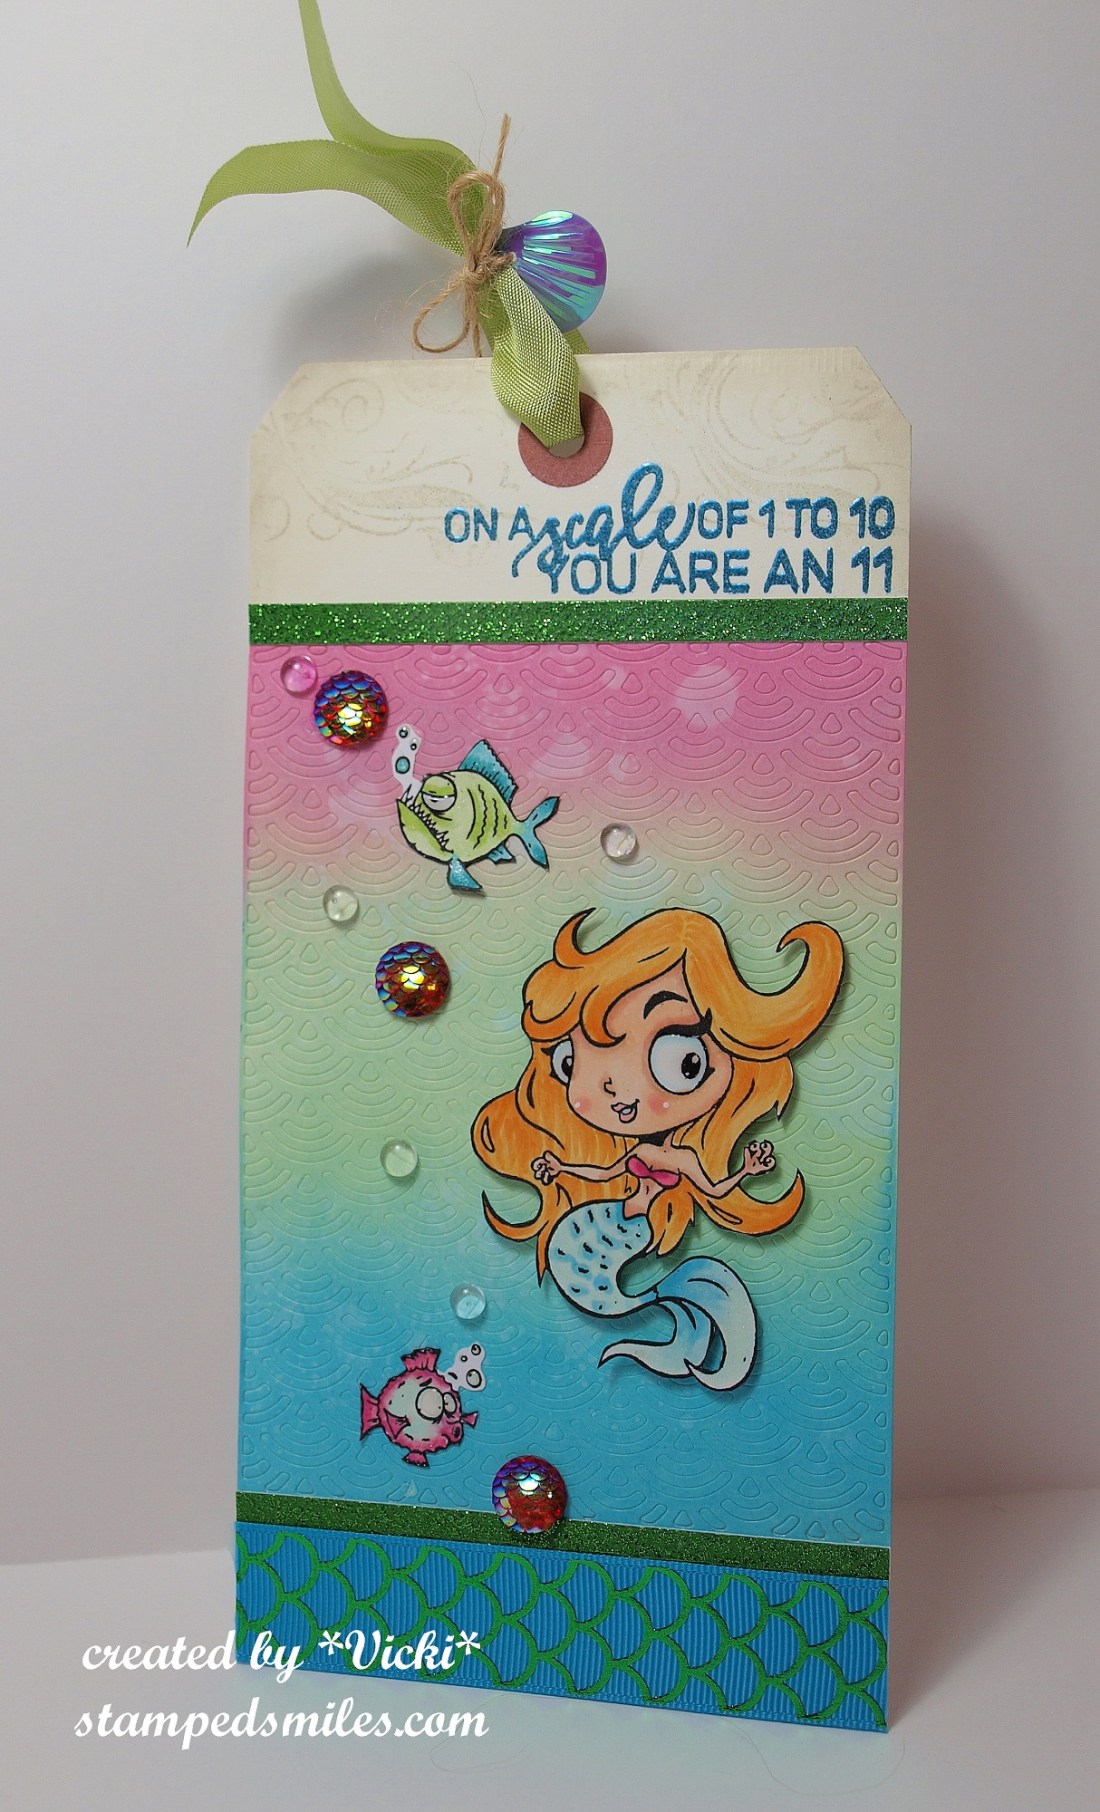 ON A scale OF 1 TO 10
YOU ARE AN 11
created by *Vicki*
stampedsmiles.com